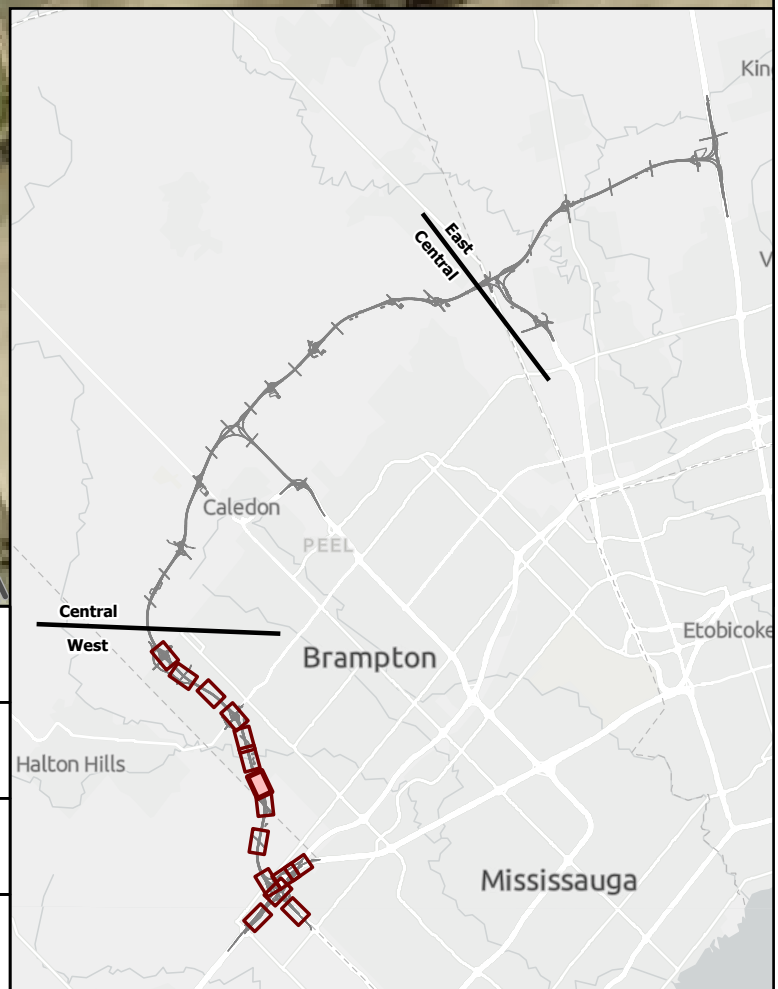 Kin
East
Central
V
Caledon
PEEL
Central
West
Etobicoke
Brampton
Halton Hills
Mississauga